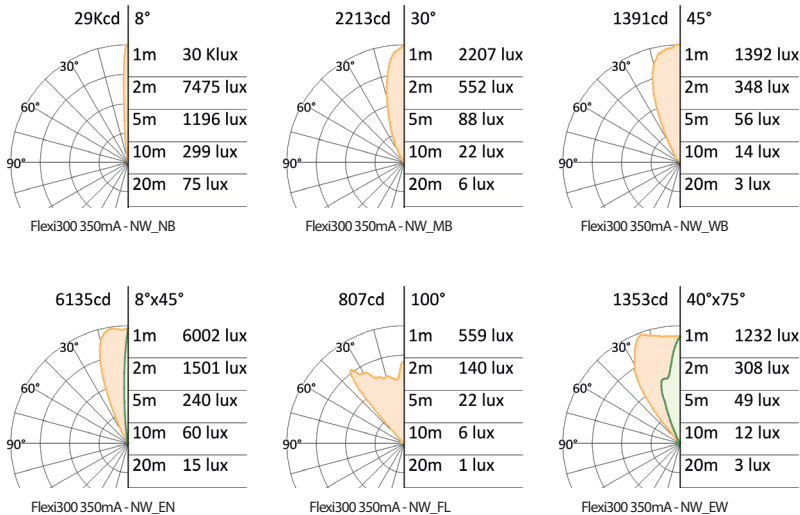 29Kcd 8°
1m 30 Klux
30°
2m 7475 lux
60°
5m 1196 lux
10m 299 lux
90°
20m 75 lux
Flexi300 350mA - NW_NB
2213cd 30°
1m 2207 lux
30°
2m 552 lux
60°
5m 88 lux
10m 22 lux
90°
20m 6 lux
Flexi300 350mA - NW_MB
1391cd 45°
1m 1392 lux
30°
2m 348 lux
60°
5m 56 lux
10m 14 lux
90°
20m 3 lux
Flexi300 350mA - NW_WB
6135cd 8°x45°
1m 6002 lux
30°
2m 1501 lux
60°
5m 240 lux
10m 60 lux
90°
20m 15 lux
Flexi300 350mA - NW_EN
807cd 100°
1m 559 lux
30°
2m 140 lux
60°
5m 22 lux
10m 6 lux
90°
20m 1 lux
Flexi300 350mA - NW_FL
1353cd 40°x75°
1m 1232 lux
30°
2m 308 lux
60°
5m 49 lux
10m 12 lux
90°
20m 3 lux
Flexi300 350mA - NW_EW